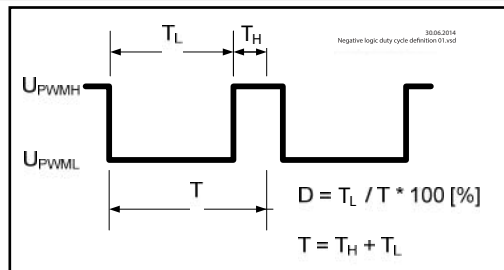 30.06.2014
Negative logic duty cycle definition 01.vsd
TL TH
UPWMH
UPWML
T
D = TL / T * 100 [%]
T = TH + TL